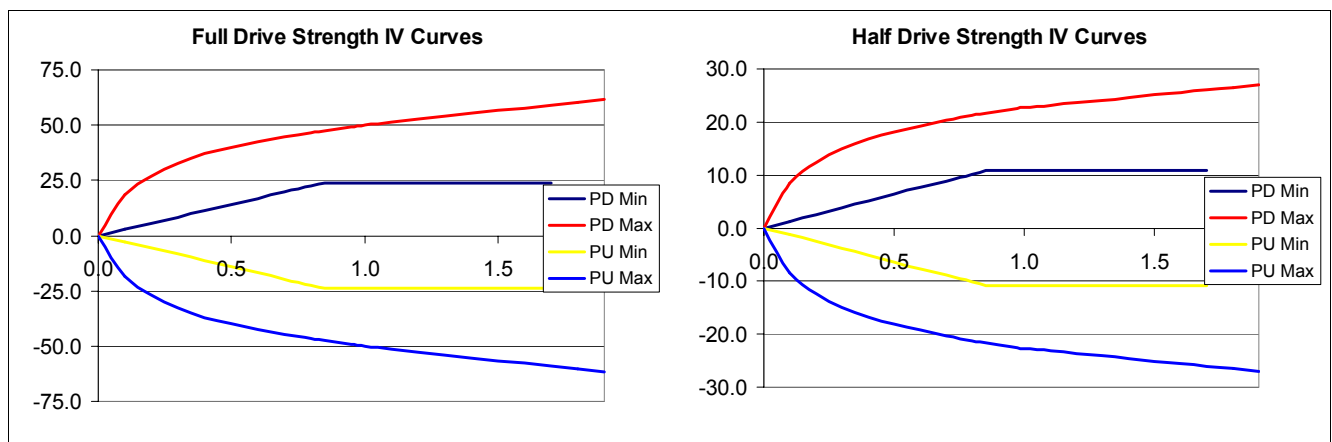 Full Drive Strength IV Curves
75.0
50.0
25.0
0.0
-25.0
-50.0
-75.0
0.0
0.5
1.0
1.5
PD Min
PD Max
PU Min
PU Max
Half Drive Strength IV Curves
30.0
20.0
10.0
0.0
-10.0
-20.0
-30.0
0.0
0.5
1.0
1.5
PD Min
PD Max
PU Min
PU Max